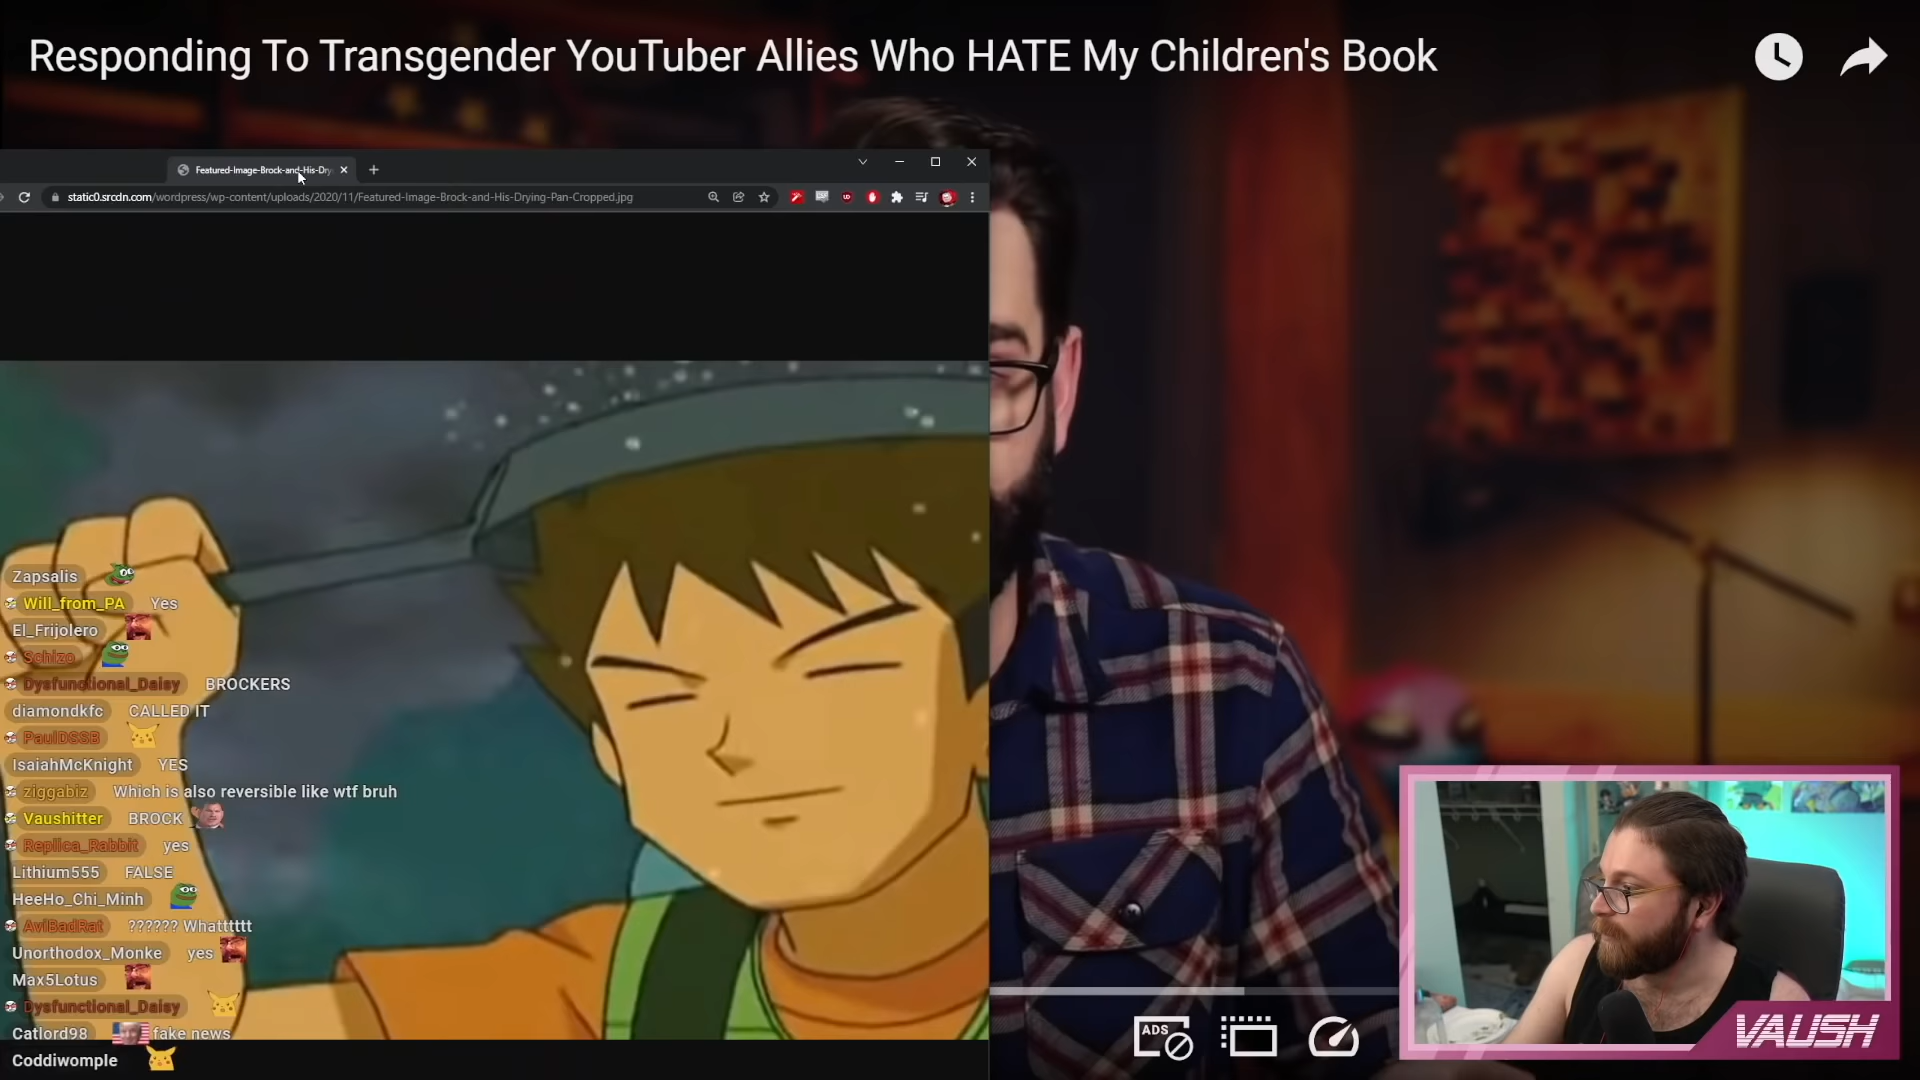 Responding To Transgender YouTuber Allies Who HATE My Children's Book
Featured-Image-Brock-and-His-Dry
static0.srcdn.com/wordpress/wp-content/uploads/2020/11/Featured-Image-Brock-and-His-Drying-Pan-Cropped.jpg
Zapsalis
Will_from_PA Yes
El_Frijolero
Schizo
Dysfunctional_Daisy BROCKERS
diamondkfc CALLED IT
PaulDSSB
IsaiahMcKnight YES
ziggabiz Which is also reversible like wtf bruh
Vaushitter BROCK
Replica_Rabbit yes
Lithium555 FALSE
HeeHo_Chi_Minh
AviBadRat ?????? Whatttttt
Unorthodox_Monke yes
Max5Lotus
Dysfunctional_Daisy
Catlord98 fake news
Coddiwomple
ADS
VAUSH